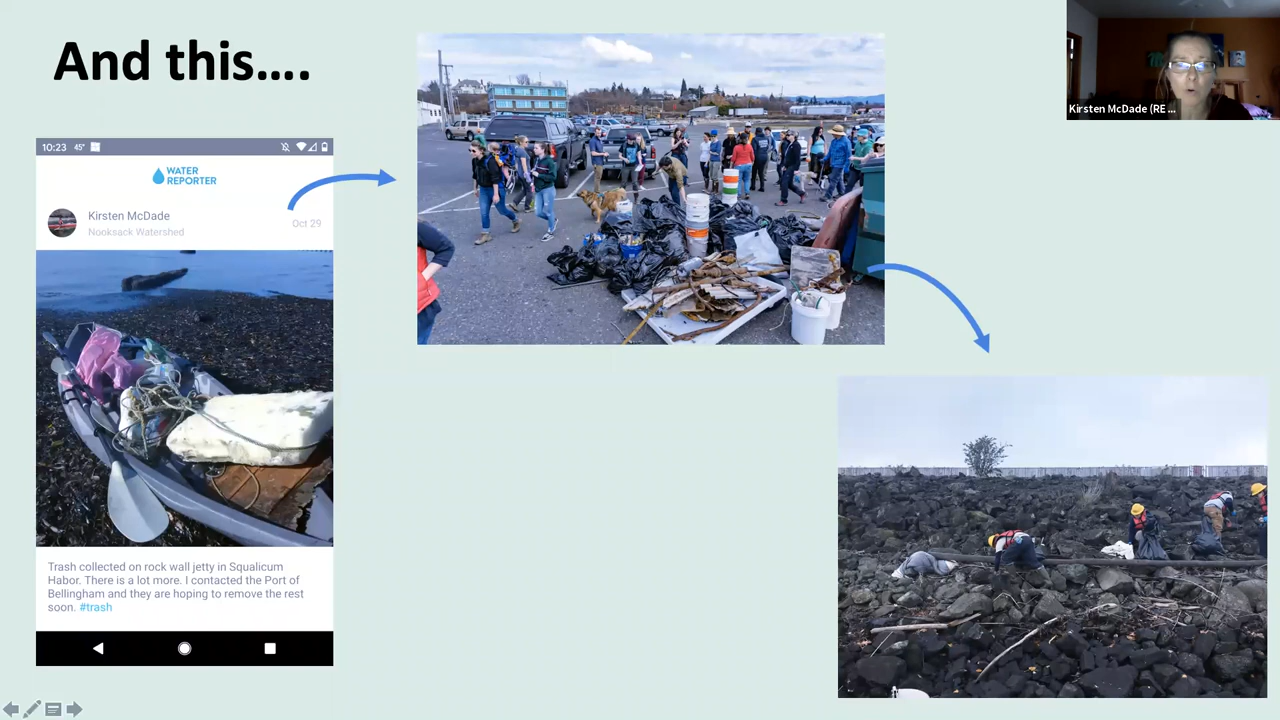 And this....
Kirsten McDade (RE ...
10:23 45°
WATER
REPORTER
Kirsten McDade
Oct 29
Nooksack Watershed
Trash collected on rock wall jetty in Squalicum
Habor. There is a lot more. I contacted the Port of
Bellingham and they are hoping to remove the rest
soon. #trash